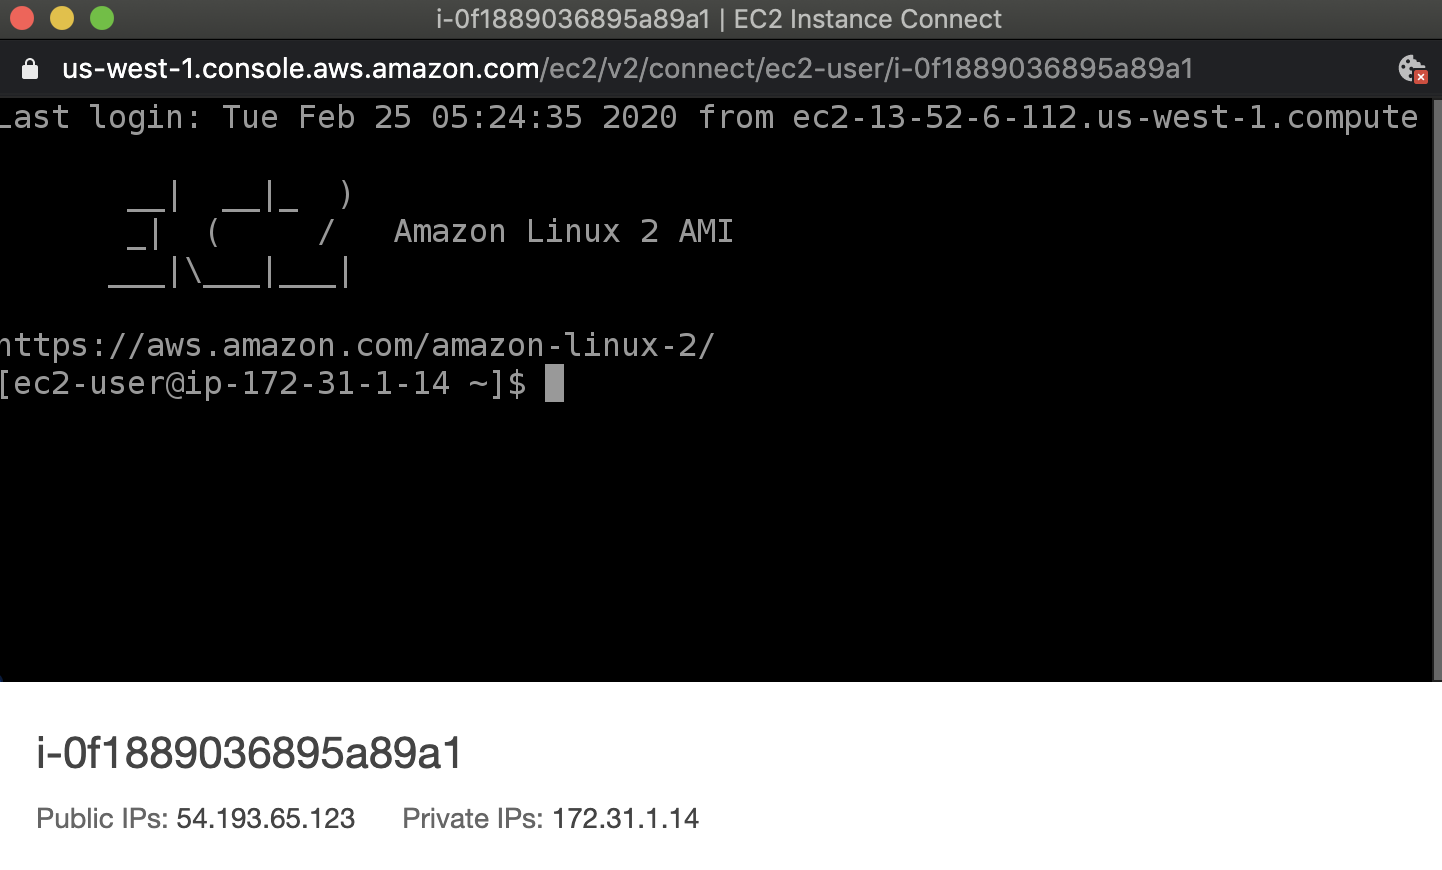 i-0f1889036895a89a1 | EC2 Instance Connect
us-west-1.console.aws.amazon.com/ec2/v2/connect/ec2-user/i-0f1889036895a89a1
Last login: Tue Feb 25 05:24:35 2020 from ec2-13-52-6-112.us-west-1.compute
       __|  __|_  )
       _|  (     /   Amazon Linux 2 AMI
      ___|\___|___|
https://aws.amazon.com/amazon-linux-2/
[ec2-user@ip-172-31-1-14 ~]$
i-0f1889036895a89a1
Public IPs: 54.193.65.123 Private IPs: 172.31.1.14